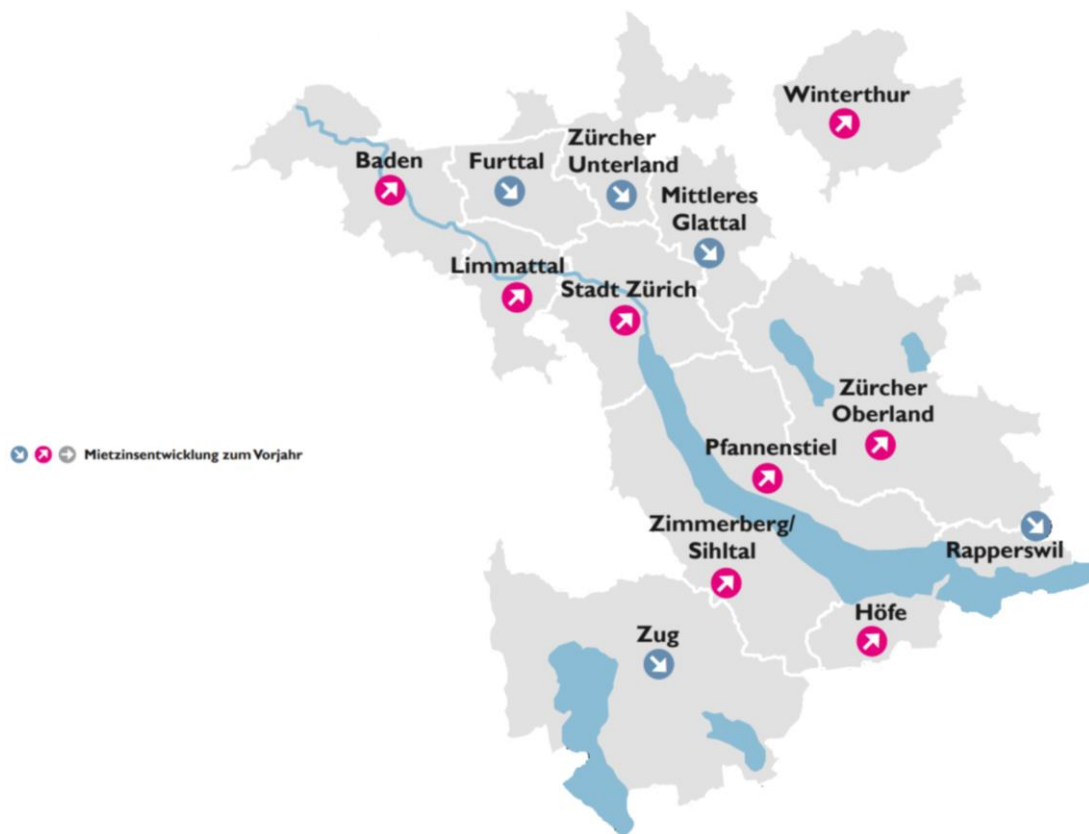 Winterthur
Zürcher
Unterland
Baden
Furttal
Mittleres
Glattal
Limmattal
Stadt Zürich
Zürcher
Oberland
Pfannenstiel
Mietzinsentwicklung zum Vorjahr
Zimmerberg/
Sihltal
Rapperswil
Höfe
Zug